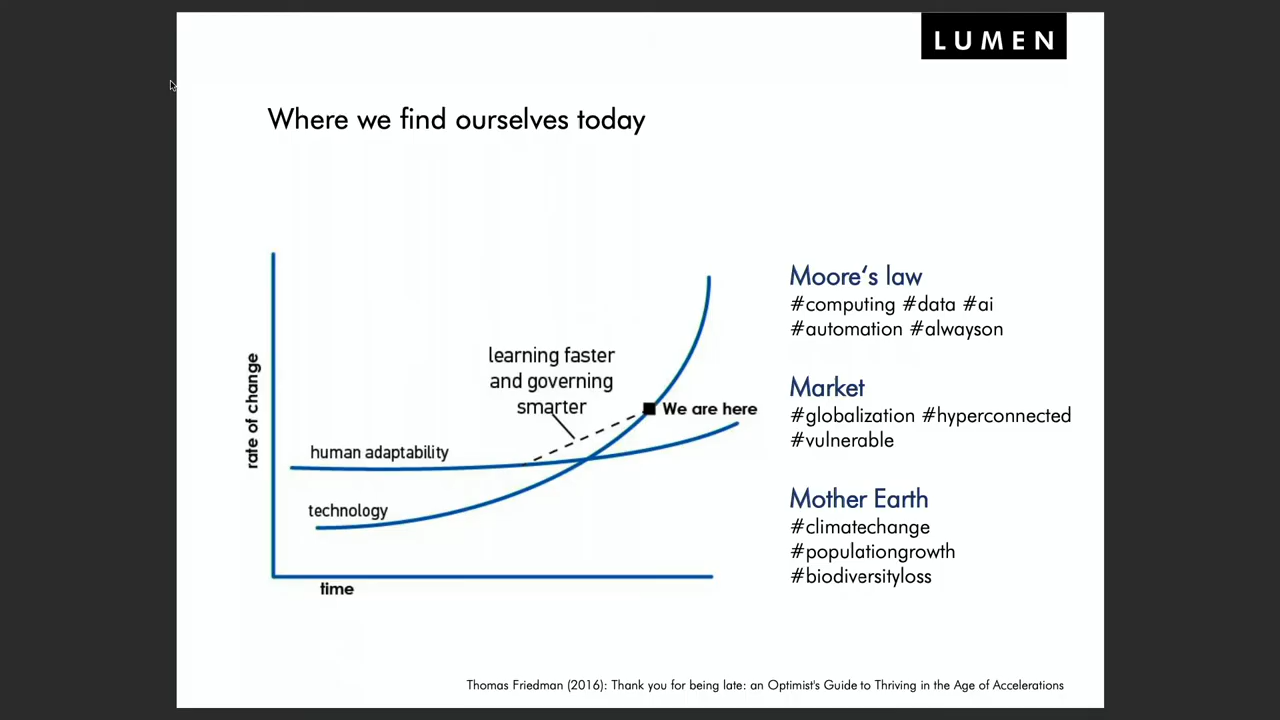 LUMEN
Where we find ourselves today
learning faster
and governing
smarter
We are here
human adaptability
technology
rate of change
time
Moore's law
#computing #data #ai
#automation #alwayson
Market
#globalization #hyperconnected
#vulnerable
Mother Earth
#climatechange
#populationgrowth
#biodiversityloss
Thomas Friedman (2016): Thank you for being late: an Optimist's Guide to Thriving in the Age of Accelerations